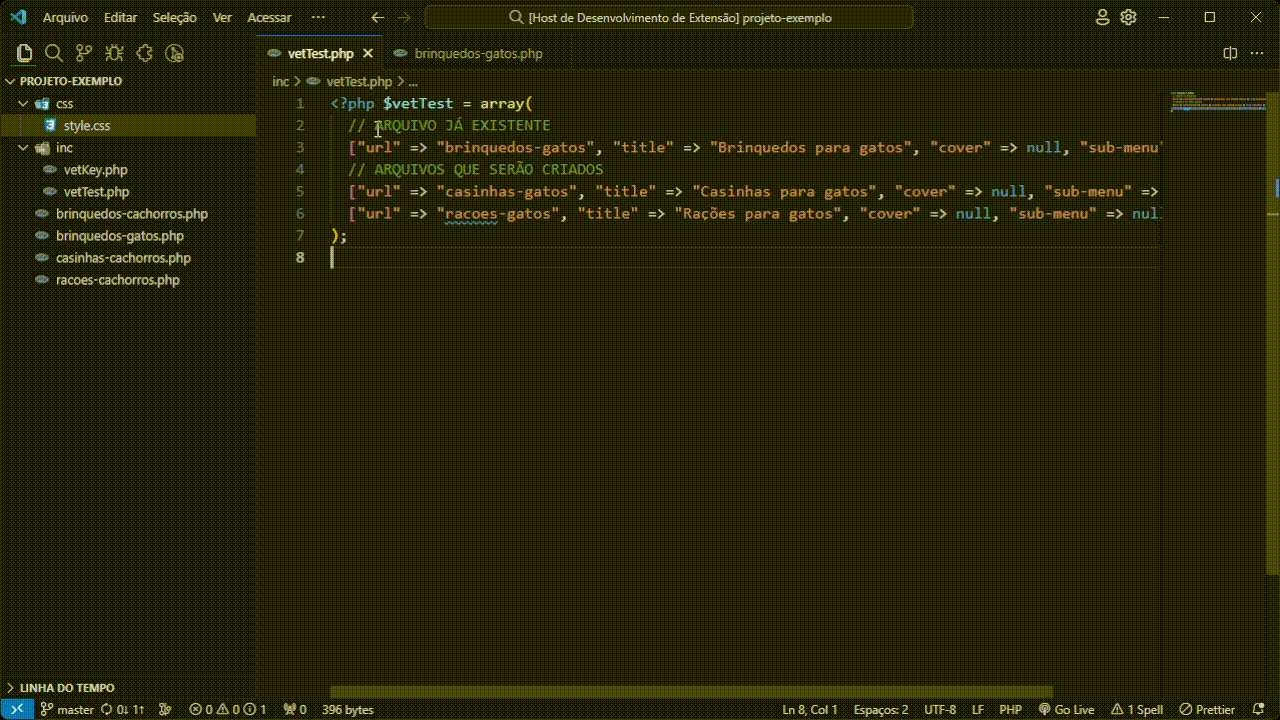 Arquivo Editar Seleção Ver Acessar ··· [Host de Desenvolvimento de Extensão] projeto-exemplo
vetTest.php brinquedos-gatos.php
PROJETO-EXEMPLO
css
style.css
inc
vetKey.php
vetTest.php
brinquedos-cachorros.php
brinquedos-gatos.php
casinhas-cachorros.php
racoes-cachorros.php
inc > vetTest.php > ...
1 <?php $vetTest = array(
2 // ARQUIVO JÁ EXISTENTE
3 ["url" => "brinquedos-gatos", "title" => "Brinquedos para gatos", "cover" => null, "sub-menu"
4 // ARQUIVOS QUE SERÃO CRIADOS
5 ["url" => "casinhas-gatos", "title" => "Casinhas para gatos", "cover" => null, "sub-menu" =>
6 ["url" => "racoes-gatos", "title" => "Rações para gatos", "cover" => null, "sub-menu" => nul
7 );
8
LINHA DO TEMPO
master 0↓ 1↑ 0 0 1 0 396 bytes Ln 8, Col 1 Espaços: 2 UTF-8 LF PHP Go Live 1 Spell Prettier